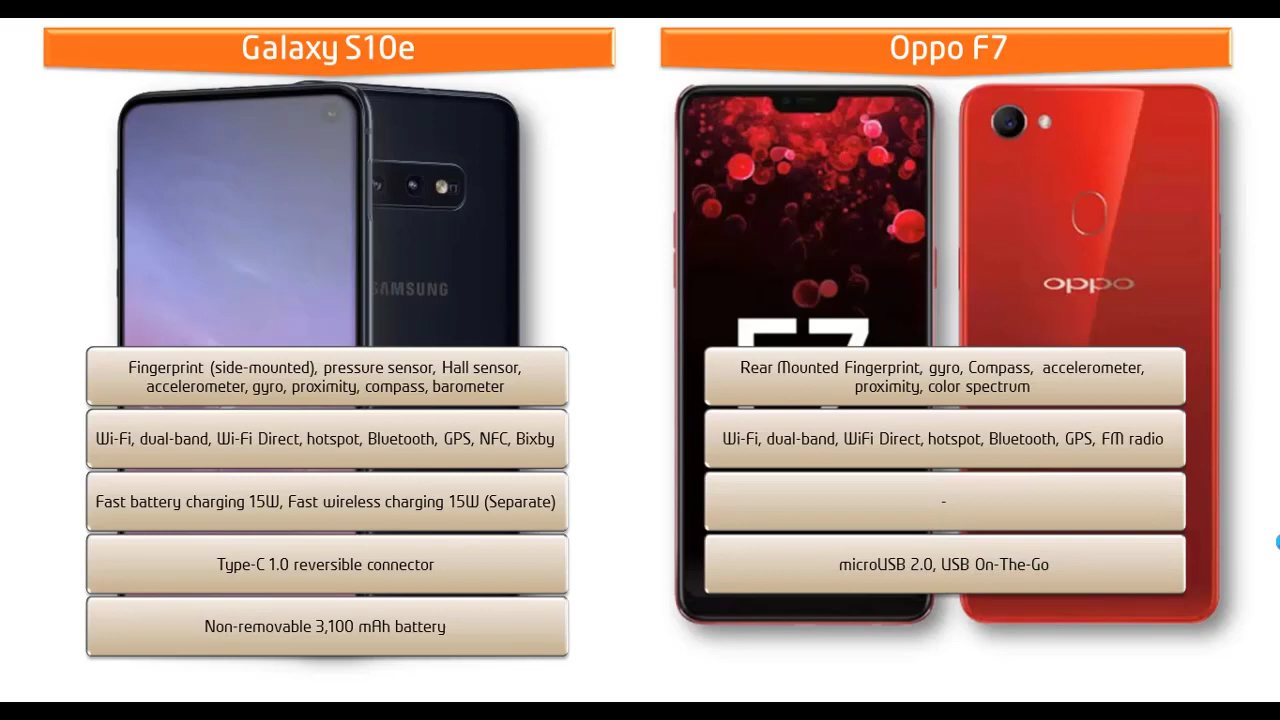 Galaxy S10e
Oppo F7
SAMSUNG
oppo
F7
Fingerprint (side-mounted), pressure sensor, Hall sensor,
accelerometer, gyro, proximity, compass, barometer
Rear Mounted Fingerprint, gyro, Compass, accelerometer,
proximity, color spectrum
Wi-Fi, dual-band, Wi-Fi Direct, hotspot, Bluetooth, GPS, NFC, Bixby
Wi-Fi, dual-band, WiFi Direct, hotspot, Bluetooth, GPS, FM radio
Fast battery charging 15W, Fast wireless charging 15W (Separate)
-
Type-C 1.0 reversible connector
microUSB 2.0, USB On-The-Go
Non-removable 3,100 mAh battery